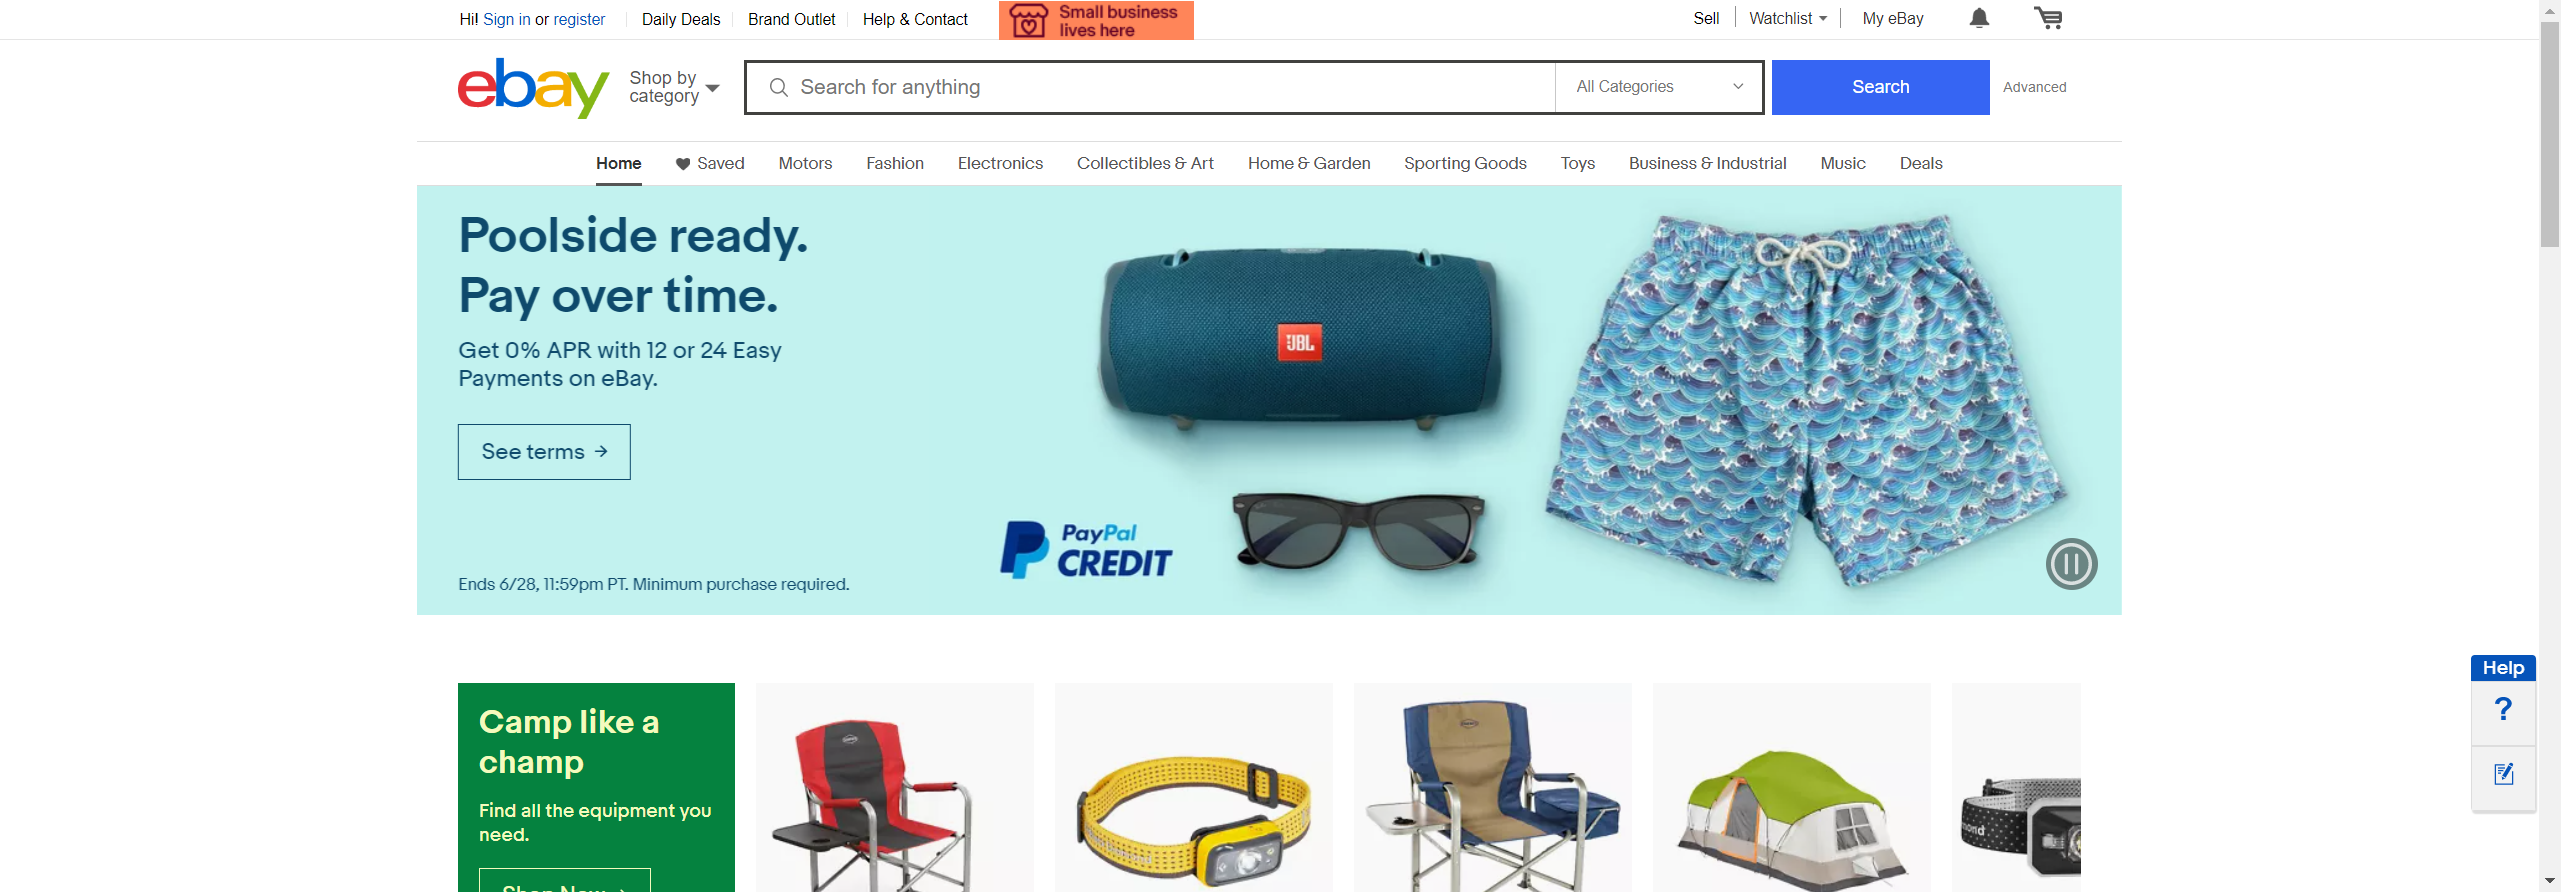 Hi! Sign in or register
Daily Deals
Brand Outlet
Help & Contact
Small business
lives here
Sell
Watchlist
My eBay
ebay
Shop by
category
Search for anything
All Categories
Search
Advanced
Home
Saved
Motors
Fashion
Electronics
Collectibles & Art
Home & Garden
Sporting Goods
Toys
Business & Industrial
Music
Deals
Poolside ready.
Pay over time.
Get 0% APR with 12 or 24 Easy
Payments on eBay.
See terms →
JBL
PayPal
CREDIT
Ends 6/28, 11:59pm PT. Minimum purchase required.
Help
?
Camp like a
champ
Find all the equipment you
need.
Shop Now